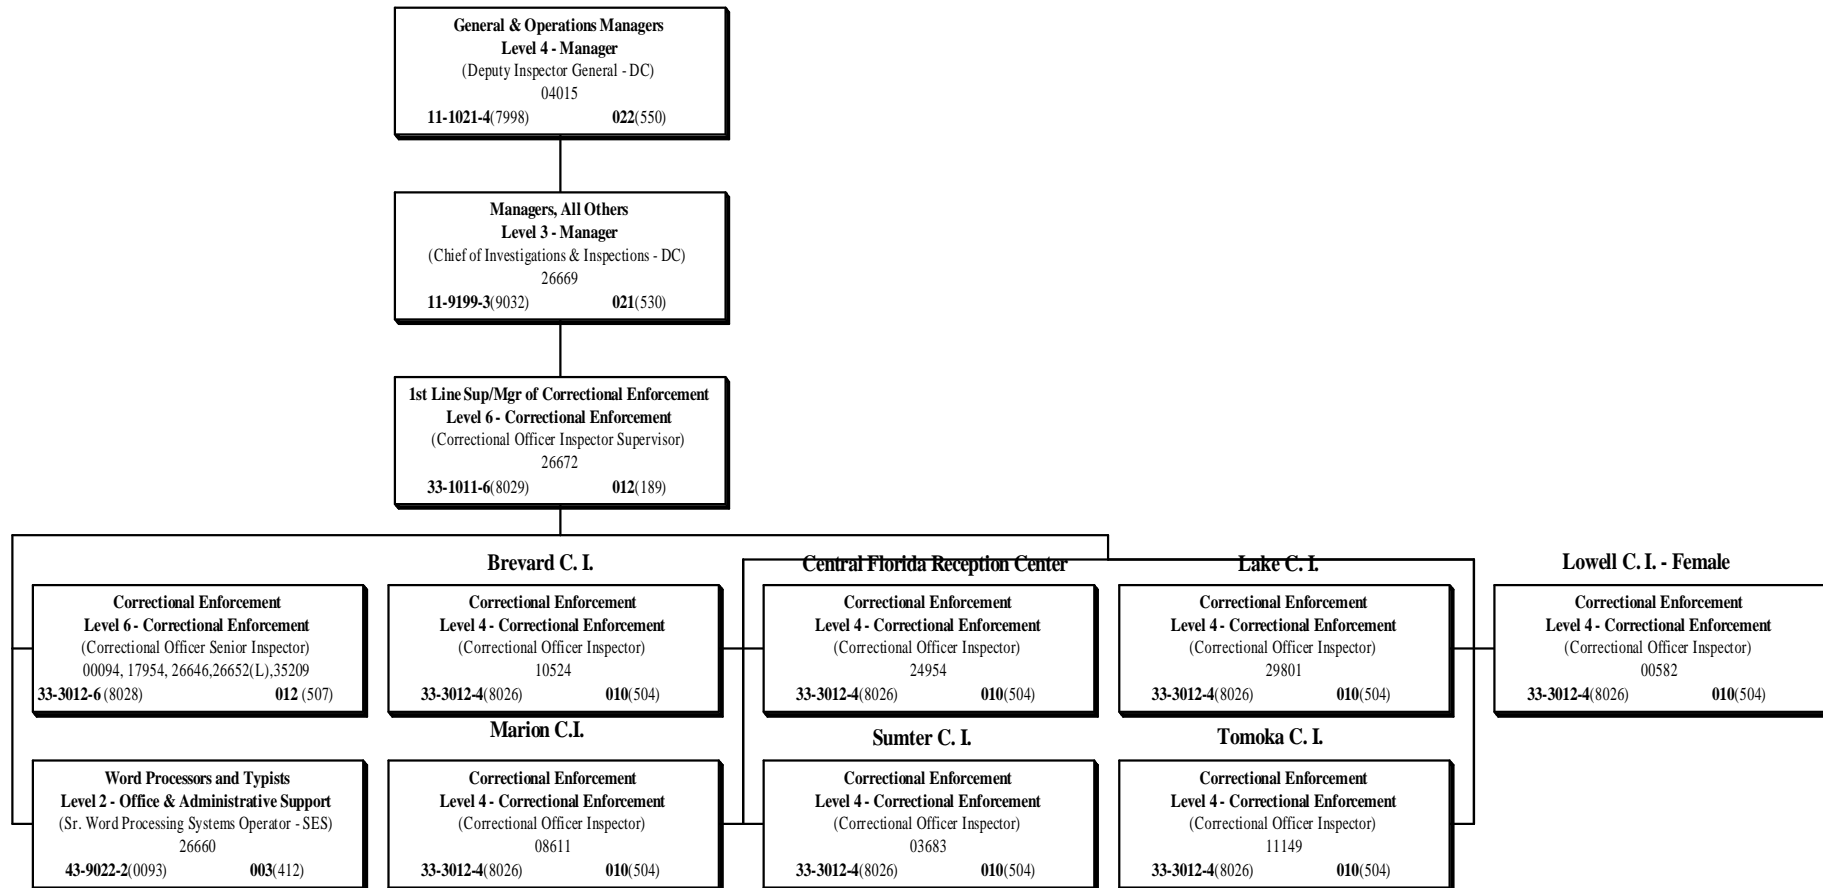 General & Operations Managers
Level 4 - Manager
(Deputy Inspector General - DC)
04015
11-1021-4(7998) 022(550)
Managers, All Others
Level 3 - Manager
(Chief of Investigations & Inspections - DC)
26669
11-9199-3(9032) 021(530)
1st Line Sup/Mgr of Correctional Enforcement
Level 6 - Correctional Enforcement
(Correctional Officer Inspector Supervisor)
26672
33-1011-6(8029) 012(189)
Correctional Enforcement
Level 6 - Correctional Enforcement
(Correctional Officer Senior Inspector)
00094, 17954, 26646,26652(L),35209
33-3012-6 (8028) 012 (507)
Brevard C. I.
Correctional Enforcement
Level 4 - Correctional Enforcement
(Correctional Officer Inspector)
10524
33-3012-4(8026) 010(504)
Central Florida Reception Center
Correctional Enforcement
Level 4 - Correctional Enforcement
(Correctional Officer Inspector)
24954
33-3012-4(8026) 010(504)
Lake C. I.
Correctional Enforcement
Level 4 - Correctional Enforcement
(Correctional Officer Inspector)
29801
33-3012-4(8026) 010(504)
Lowell C. I. - Female
Correctional Enforcement
Level 4 - Correctional Enforcement
(Correctional Officer Inspector)
00582
33-3012-4(8026) 010(504)
Word Processors and Typists
Level 2 - Office & Administrative Support
(Sr. Word Processing Systems Operator - SES)
26660
43-9022-2(0093) 003(412)
Marion C.I.
Correctional Enforcement
Level 4 - Correctional Enforcement
(Correctional Officer Inspector)
08611
33-3012-4(8026) 010(504)
Sumter C. I.
Correctional Enforcement
Level 4 - Correctional Enforcement
(Correctional Officer Inspector)
03683
33-3012-4(8026) 010(504)
Tomoka C. I.
Correctional Enforcement
Level 4 - Correctional Enforcement
(Correctional Officer Inspector)
11149
33-3012-4(8026) 010(504)